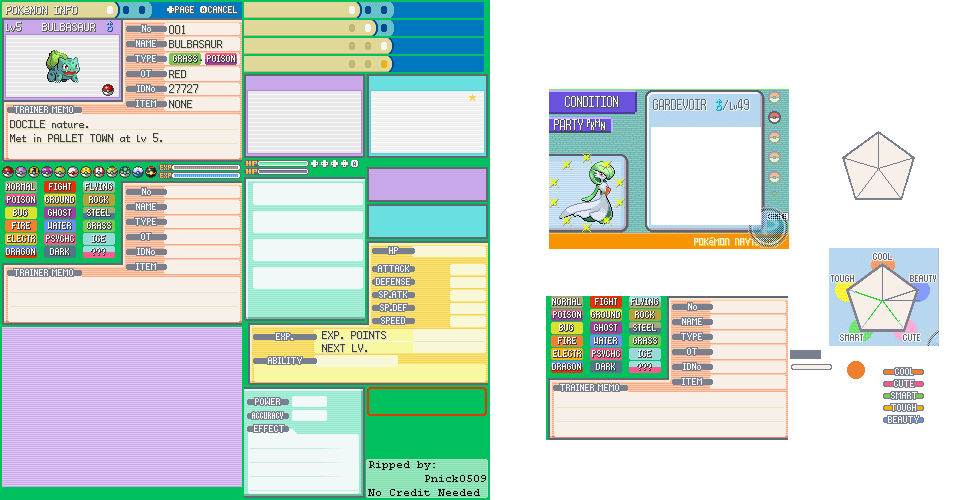 POKéMON INFO
PAGE CANCEL
Lv5 BULBASAUR ♂
No 001
NAME BULBASAUR
TYPE GRASS POISON
OT RED
IDNo 27727
ITEM NONE
TRAINER MEMO
DOCILE nature.
Met in PALLET TOWN at Lv 5.
EXP
EXP
HP
HP
NORMAL FIGHT FLYING
POISON GROUND ROCK
BUG GHOST STEEL
FIRE WATER GRASS
ELECTR PSYCHC ICE
DRAGON DARK ???
No
NAME
TYPE
OT
IDNo
ITEM
TRAINER MEMO
HP
ATTACK
DEFENSE
SP.ATK
SP.DEF
SPEED
EXP. EXP. POINTS
NEXT LV.
ABILITY
POWER
ACCURACY
EFFECT
Ripped by:
Pnick0509
No Credit Needed
CONDITION
PARTY PKMN
GARDEVOIR ♂/Lv49
COOL
TOUGH
BEAUTY
SMART
CUTE
NORMAL FIGHT FLYING
POISON GROUND ROCK
BUG GHOST STEEL
FIRE WATER GRASS
ELECTR PSYCHC ICE
DRAGON DARK ???
No
NAME
TYPE
OT
IDNo
ITEM
TRAINER MEMO
COOL
CUTE
SMART
TOUGH
BEAUTY